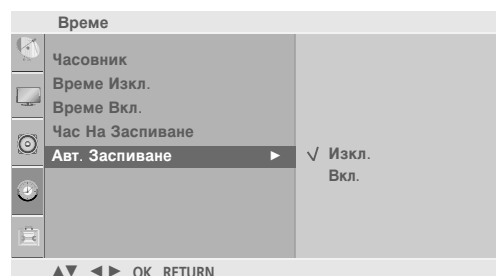 Време
Часовник
Време Изкл.
Време Вкл.
Час На Заспиване
Авт. Заспиване ►
√ Изкл.
Вкл.
▲▼ ◄► OK RETURN